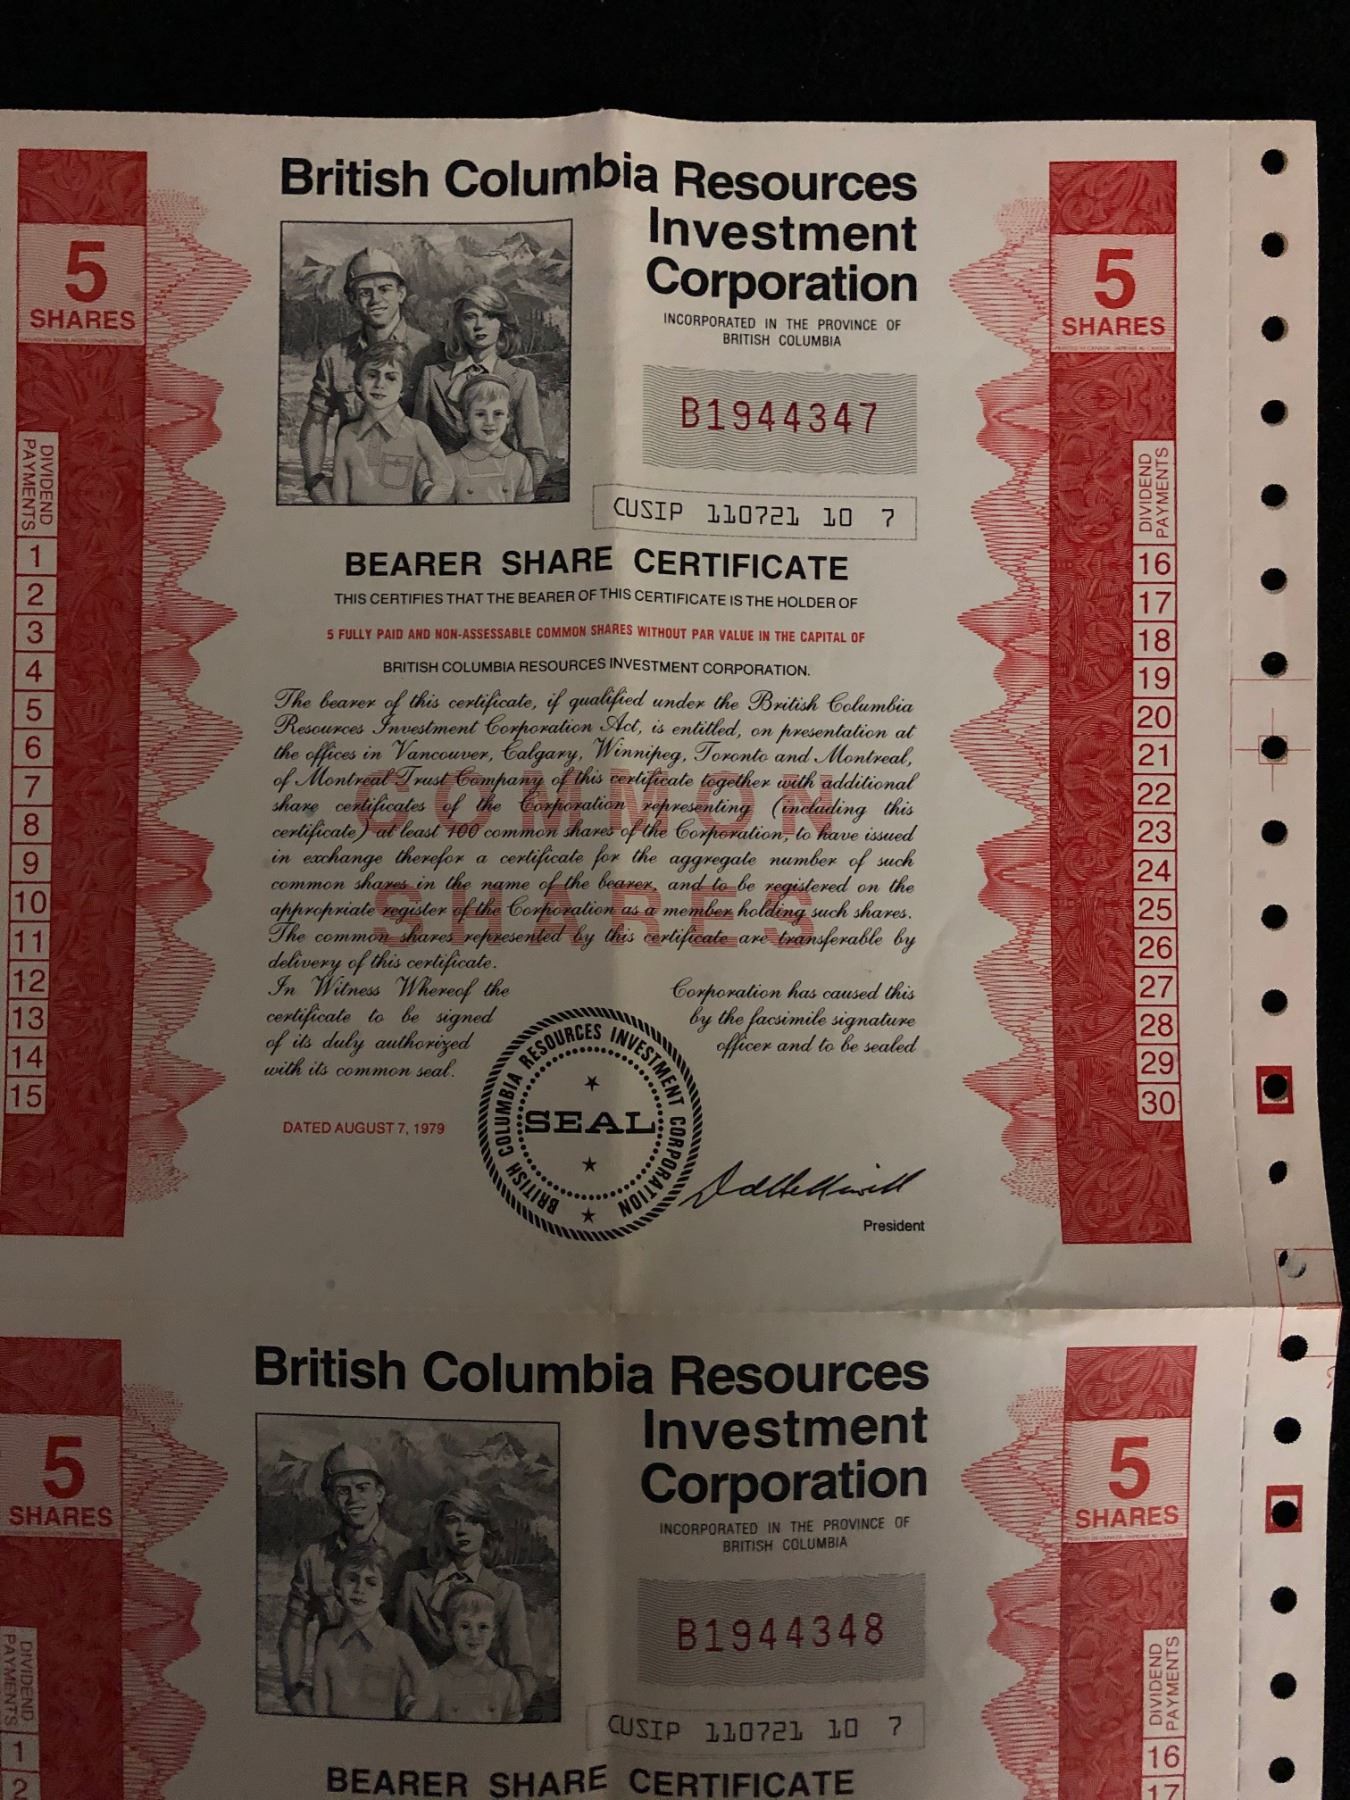 British Columbia Resources
Investment
Corporation
INCORPORATED IN THE PROVINCE OF
BRITISH COLUMBIA
5
SHARES
5
SHARES
B1944347
CUSIP 110721 10 7
BEARER SHARE CERTIFICATE
THIS CERTIFIES THAT THE BEARER OF THIS CERTIFICATE IS THE HOLDER OF
5 FULLY PAID AND NON-ASSESSABLE COMMON SHARES WITHOUT PAR VALUE IN THE CAPITAL OF
BRITISH COLUMBIA RESOURCES INVESTMENT CORPORATION.
The bearer of this certificate, if qualified under the British Columbia
Resources Investment Corporation Act, is entitled, on presentation at
the offices in Vancouver, Calgary, Winnipeg, Toronto and Montreal,
of Montreal Trust Company of this certificate together with additional
share certificates of the Corporation representing (including this
certificate) at least 100 common shares of the Corporation, to have issued
in exchange therefor a certificate for the aggregate number of such
common shares in the name of the bearer, and to be registered on the
appropriate register of the Corporation as a member holding such shares.
The common shares represented by this certificate are transferable by
delivery of this certificate.
COMMON
SHARES
In Witness Whereof the Corporation has caused this
certificate to be signed by the facsimile signature
of its duly authorized officer and to be sealed
with its common seal.
DATED AUGUST 7, 1979
BRITISH COLUMBIA RESOURCES INVESTMENT CORPORATION
SEAL
President
DIVIDEND
PAYMENTS
1
2
3
4
5
6
7
8
9
10
11
12
13
14
15
DIVIDEND
PAYMENTS
16
17
18
19
20
21
22
23
24
25
26
27
28
29
30
British Columbia Resources
Investment
Corporation
INCORPORATED IN THE PROVINCE OF
BRITISH COLUMBIA
5
SHARES
5
SHARES
B1944348
CUSIP 110721 10 7
BEARER SHARE CERTIFICATE
DIVIDEND
PAYMENTS
1
2
DIVIDEND
PAYMENTS
16
17